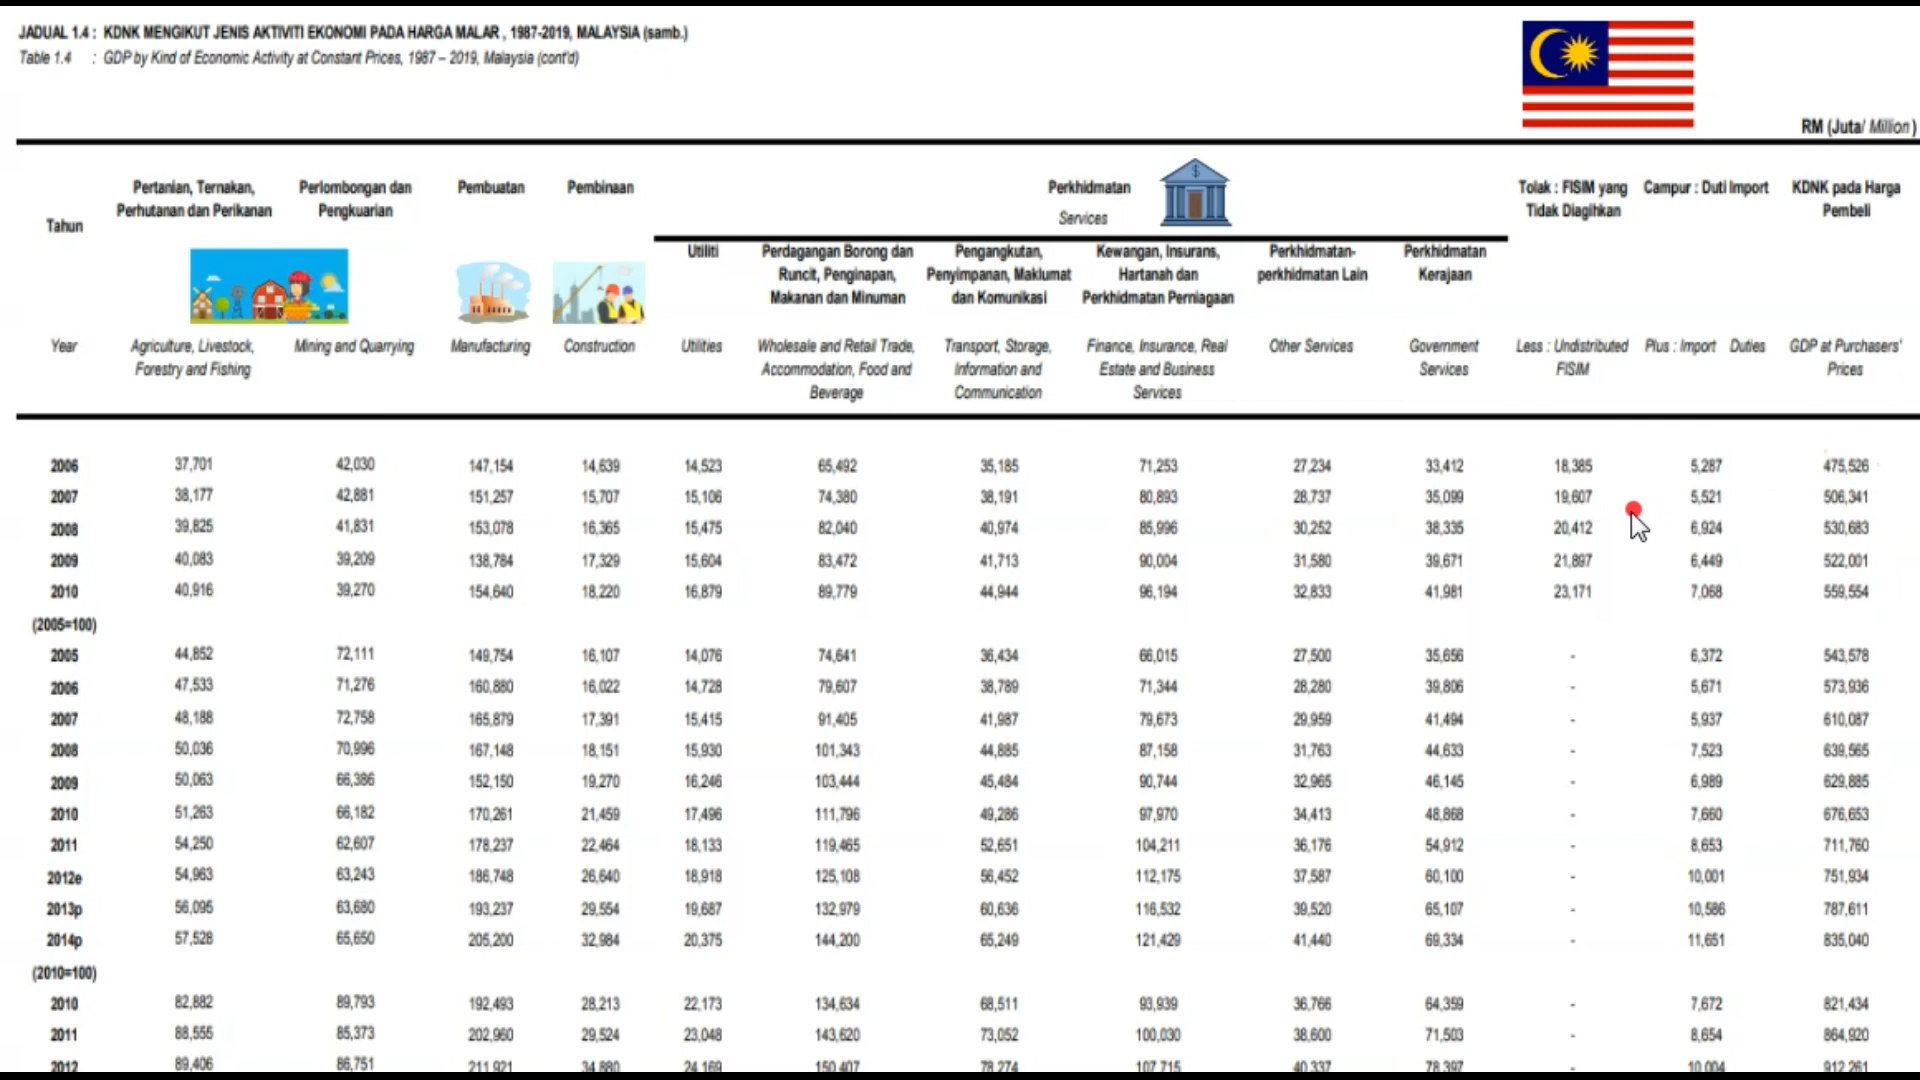 JADUAL 1.4 : KDNK MENGIKUT JENIS AKTIVITI EKONOMI PADA HARGA MALAR , 1987-2019, MALAYSIA (samb.)
Table 1.4 : GDP by Kind of Economic Activity at Constant Prices, 1987 – 2019, Malaysia (cont'd)
RM (Juta/ Million)
Tahun
Pertanian, Ternakan,
Perhutanan dan Perikanan
Perlombongan dan
Pengkuarian
Pembuatan
Pembinaan
Perkhidmatan
Services
$
Tolak : FISIM yang
Tidak Diagihkan
Campur : Duti Import
KDNK pada Harga
Pembeli
Utiliti
Perdagangan Borong dan
Runcit, Penginapan,
Makanan dan Minuman
Pengangkutan,
Penyimpanan, Maklumat
dan Komunikasi
Kewangan, Insurans,
Hartanah dan
Perkhidmatan Perniagaan
Perkhidmatan-
perkhidmatan Lain
Perkhidmatan
Kerajaan
Year
Agriculture, Livestock,
Forestry and Fishing
Mining and Quarrying
Manufacturing
Construction
Utilities
Wholesale and Retail Trade,
Accommodation, Food and
Beverage
Transport, Storage,
Information and
Communication
Finance, Insurance, Real
Estate and Business
Services
Other Services
Government
Services
Less : Undistributed
FISIM
Plus : Import Duties
GDP at Purchasers'
Prices
2006 37,701 42,030 147,154 14,639 14,523 65,492 35,185 71,253 27,234 33,412 18,385 5,287 475,526
2007 38,177 42,881 151,257 15,707 15,106 74,380 38,191 80,893 28,737 35,099 19,607 5,521 506,341
2008 39,825 41,831 153,078 16,365 15,475 82,040 40,974 85,996 30,252 38,335 20,412 6,924 530,683
2009 40,083 39,209 138,784 17,329 15,604 83,472 41,713 90,004 31,580 39,671 21,897 6,449 522,001
2010 40,916 39,270 154,640 18,220 16,879 89,779 44,944 96,194 32,833 41,981 23,171 7,068 559,554
(2005=100)
2005 44,852 72,111 149,754 16,107 14,076 74,641 36,434 66,015 27,500 35,656 - 6,372 543,578
2006 47,533 71,276 160,880 16,022 14,728 79,607 38,789 71,344 28,280 39,806 - 5,671 573,936
2007 48,188 72,758 165,879 17,391 15,415 91,405 41,987 79,673 29,959 41,494 - 5,937 610,087
2008 50,036 70,996 167,148 18,151 15,930 101,343 44,885 87,158 31,763 44,633 - 7,523 639,565
2009 50,063 66,386 152,150 19,270 16,246 103,444 45,484 90,744 32,965 46,145 - 6,989 629,885
2010 51,263 66,182 170,261 21,459 17,496 111,796 49,286 97,970 34,413 48,868 - 7,660 676,653
2011 54,250 62,607 178,237 22,464 18,133 119,465 52,651 104,211 36,176 54,912 - 8,653 711,760
2012e 54,963 63,243 186,748 26,640 18,918 125,108 56,452 112,175 37,587 60,100 - 10,001 751,934
2013p 56,095 63,680 193,237 29,554 19,687 132,979 60,636 116,532 39,520 65,107 - 10,586 787,611
2014p 57,528 65,650 205,200 32,984 20,375 144,200 65,249 121,429 41,440 69,334 - 11,651 835,040
(2010=100)
2010 82,882 89,793 192,493 28,213 22,173 134,634 68,511 93,939 36,766 64,359 - 7,672 821,434
2011 88,555 85,373 202,960 29,524 23,048 143,620 73,052 100,030 38,600 71,503 - 8,654 864,920
2012 89,406 86,751 211,921 34,880 24,169 150,407 78,274 107,715 40,337 78,397 - 10,004 912,261